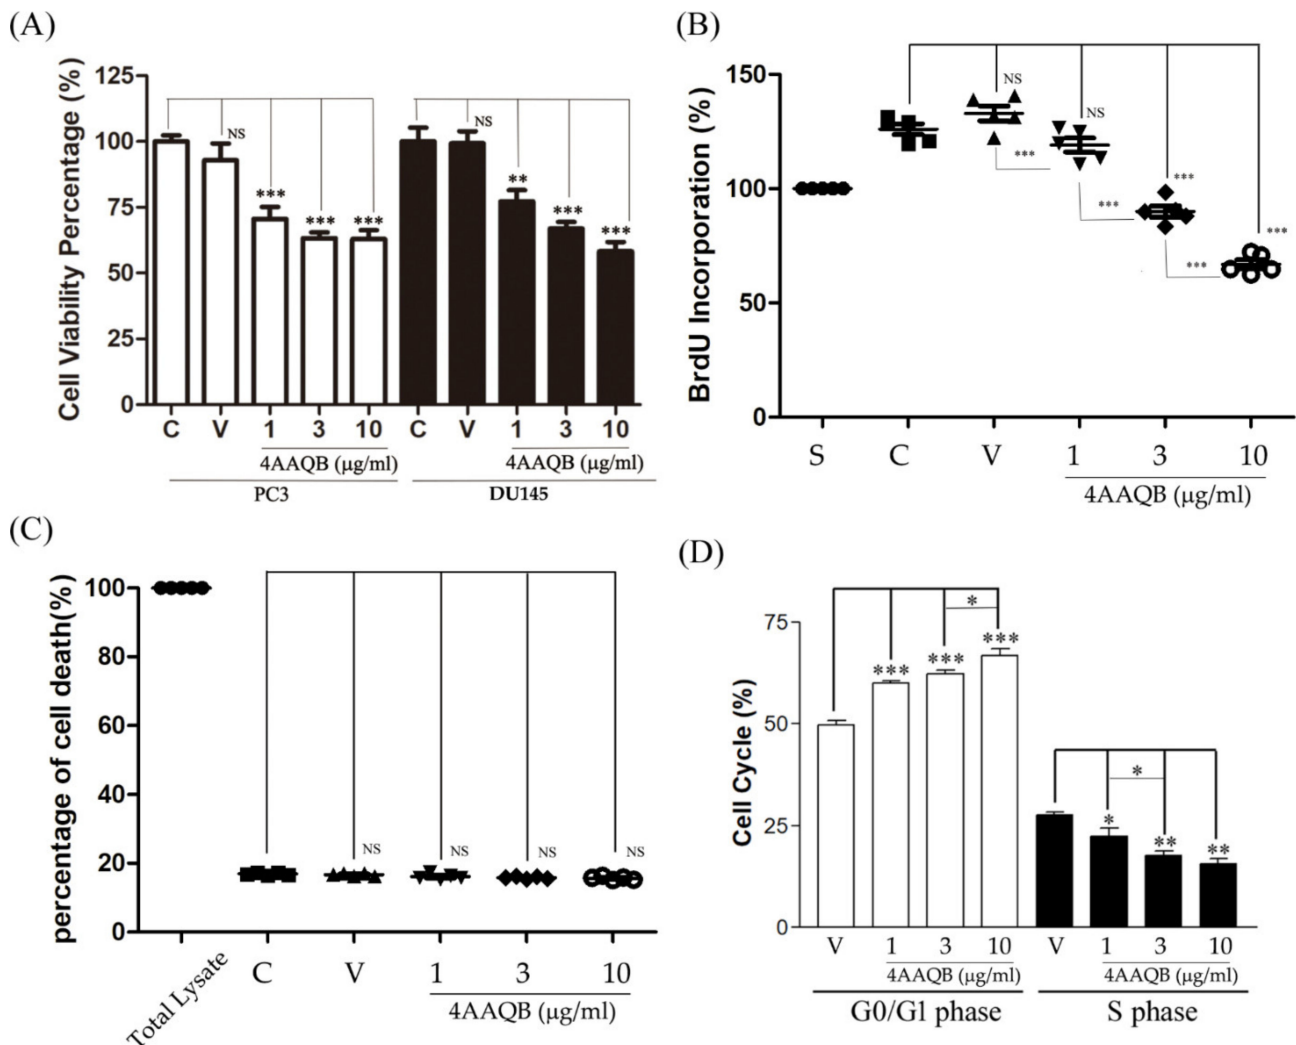 (A)
Cell Viability Percentage (%)
125
100
75
50
25
0
NS
***
***
***
NS
**
***
***
C V 1 3 10 C V 1 3 10
4AAQB (μg/ml) 4AAQB (μg/ml)
PC3 DU145
(B)
BrdU Incorporation (%)
150
100
50
0
NS
NS
***
***
***
***
***
S C V 1 3 10
4AAQB (μg/ml)
(C)
percentage of cell death(%)
100
80
60
40
20
0
NS
NS
NS
NS
Total Lysate C V 1 3 10
4AAQB (μg/ml)
(D)
Cell Cycle (%)
75
50
25
0
*
***
***
***
*
*
**
**
V 1 3 10 V 1 3 10
4AAQB (μg/ml) 4AAQB (μg/ml)
G0/G1 phase S phase